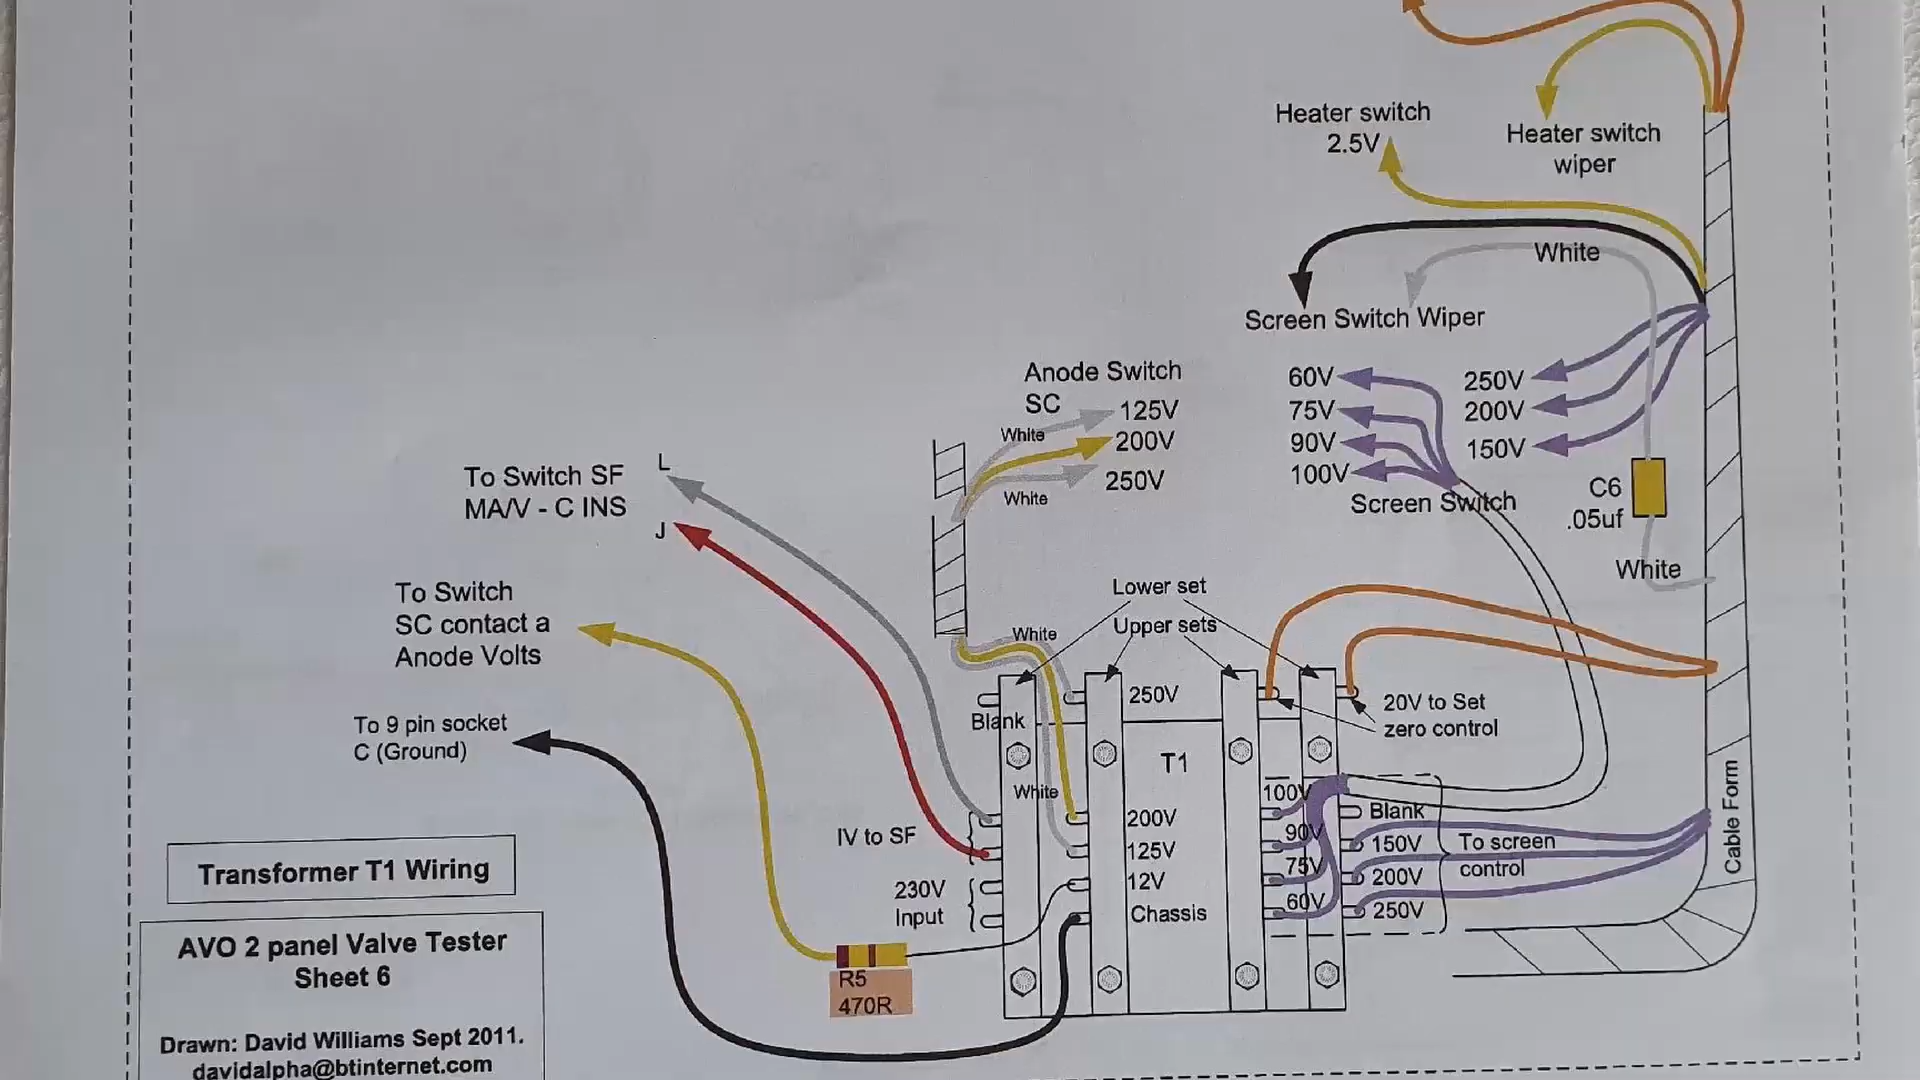 Heater switch
2.5V
Heater switch
wiper
White
Screen Switch Wiper
Anode Switch
SC
125V
White
200V
White
250V
60V
75V
90V
100V
250V
200V
150V
Screen Switch
C6
.05uf
White
To Switch SF
MA/V - C INS
L
J
To Switch
SC contact a
Anode Volts
To 9 pin socket
C (Ground)
Lower set
Upper sets
White
Blank
250V
20V to Set
zero control
T1
White
IV to SF
200V
125V
12V
Chassis
230V
Input
100V
90V
75V
60V
Blank
150V
200V
250V
To screen
control
Cable Form
R5
470R
Transformer T1 Wiring
AVO 2 panel Valve Tester
Sheet 6
Drawn: David Williams Sept 2011.
davidalpha@btinternet.com